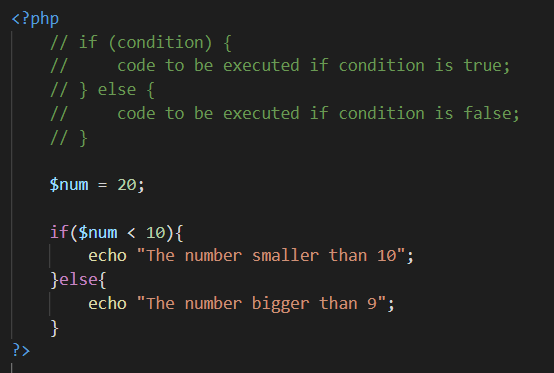 <?php
// if (condition) {
//     code to be executed if condition is true;
// } else {
//     code to be executed if condition is false;
// }
$num = 20;
if($num < 10){
echo "The number smaller than 10";
}else{
echo "The number bigger than 9";
}
?>